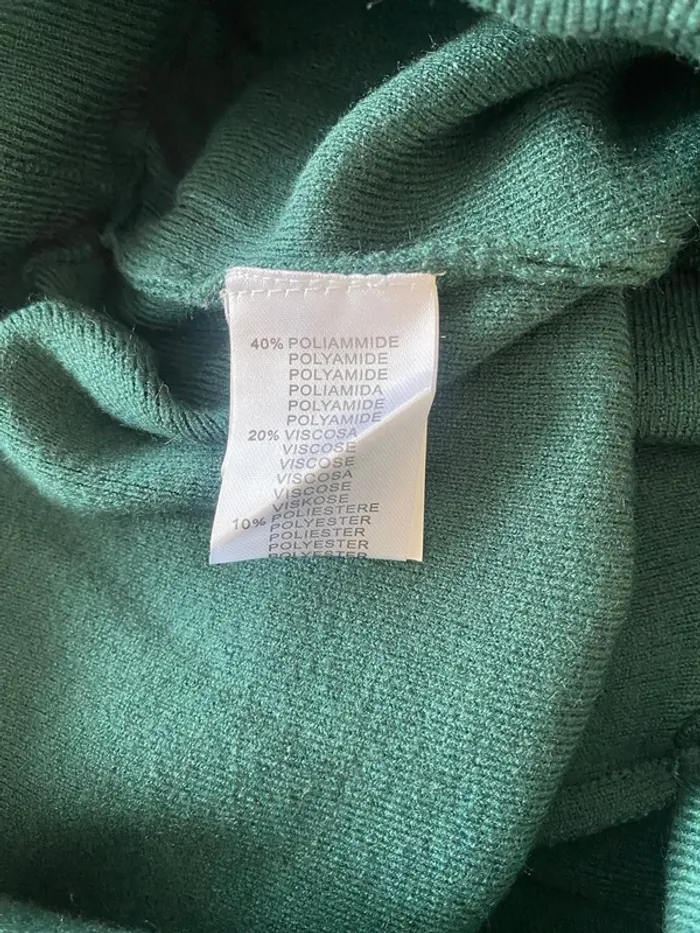 40% POLIAMMIDE
POLYAMIDE
POLYAMIDE
POLIAMIDA
POLYAMIDE
POLYAMIDE
20% VISCOSA
VISCOSE
VISCOSE
VISCOSA
VISCOSE
VISKOSE
10% POLIESTERE
POLYESTER
POLIESTER
POLYESTER
POLYESTER